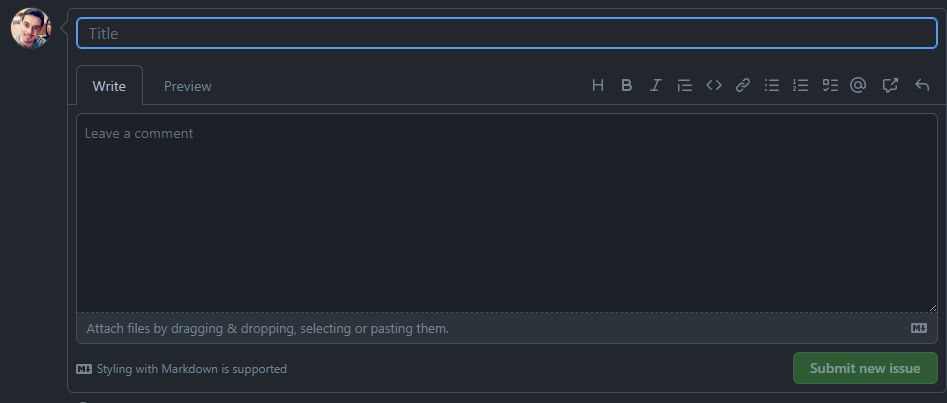 Title
Write Preview H B I <> @
Leave a comment
Attach files by dragging & dropping, selecting or pasting them. M↓
M↓ Styling with Markdown is supported Submit new issue